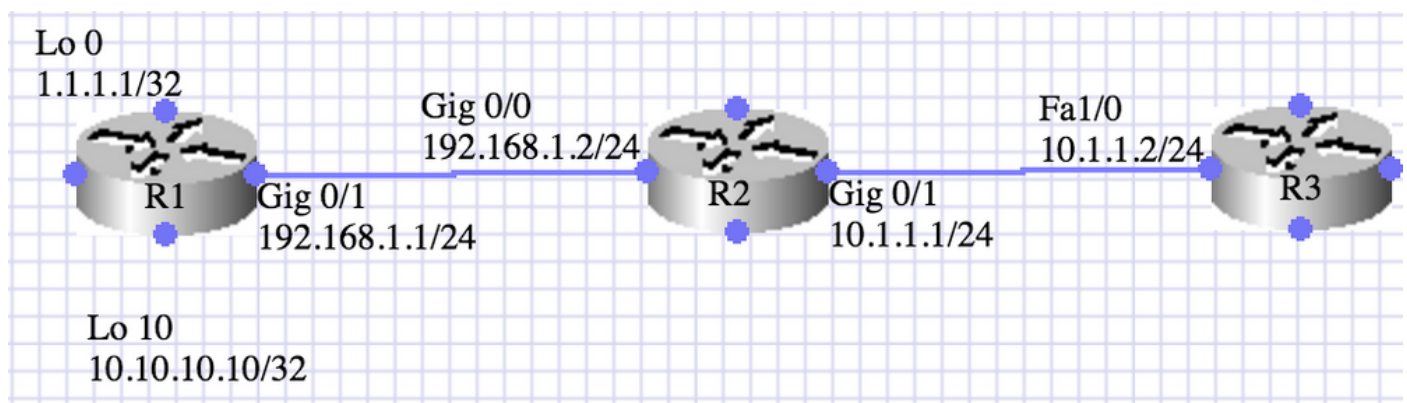 Lo 0
1.1.1.1/32
R1
Gig 0/1
192.168.1.1/24
Gig 0/0
192.168.1.2/24
R2
Gig 0/1
10.1.1.1/24
Fa1/0
10.1.1.2/24
R3
Lo 10
10.10.10.10/32